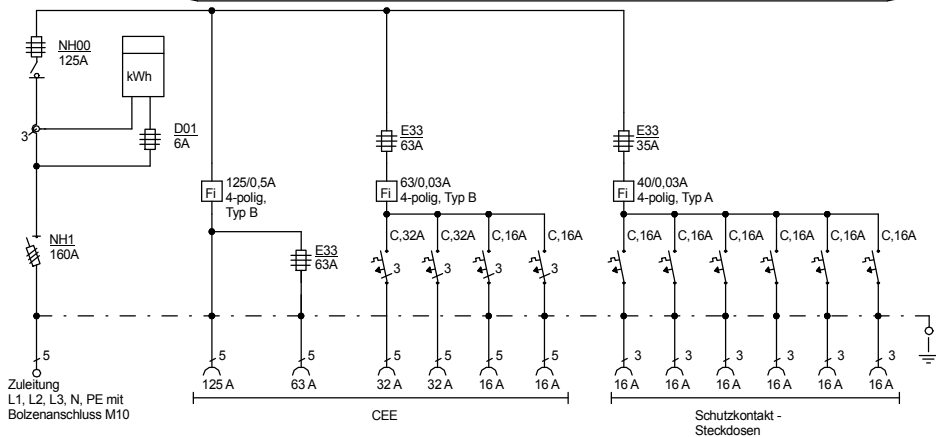 NH00
125A
kWh
3
D01
6A
NH1
160A
125/0,5A
Fi
4-polig,
Typ B
E33
63A
E33
63A
63/0,03A
Fi
4-polig, Typ B
E33
35A
40/0,03A
Fi
4-polig, Typ A
C,32A C,32A C,16A C,16A
3 3 3 3
C,16A C,16A C,16A C,16A C,16A C,16A
5 5 5 5 5 5 5 3 3 3 3 3 3
125 A 63 A 32 A 32 A 16 A 16 A 16 A 16 A 16 A 16 A 16 A 16 A
Zuleitung
L1, L2, L3, N, PE mit
Bolzenanschluss M10
CEE
Schutzkontakt -
Steckdosen